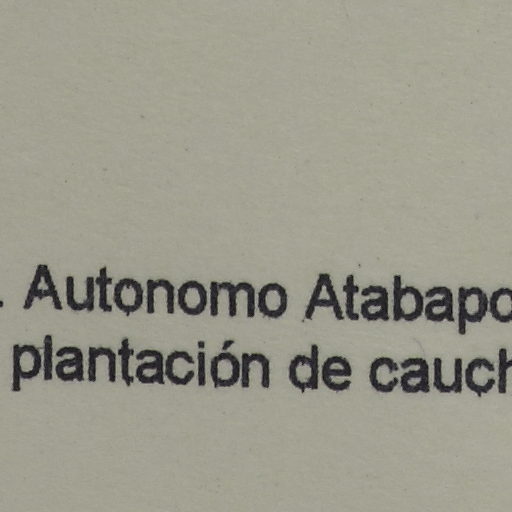 . Autonomo Atabapo
plantación de cauch